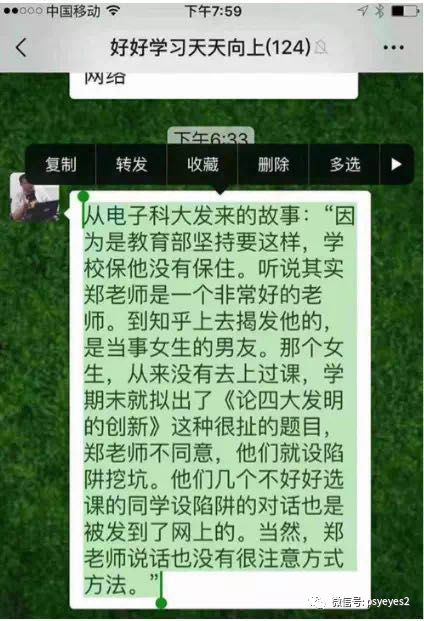 中国移动 下午7:59
好好学习天天向上(124)
网络
下午6:33
复制 转发 收藏 删除 多选
从电子科大发来的故事：“因
为是教育部坚持要这样，学
校保他没有保住。听说其实
郑老师是一个非常好的老
师。到知乎上去揭发他的，
是当事女生的男友。那个女
生，从来没有去上过课，学
期末就拟出了《论四大发明
的创新》这种很扯的题目，
郑老师不同意，他们就设陷
阱挖坑。他们几个不好好选
课的同学设陷阱的对话也是
被发到了网上的。当然，郑
老师说话也没有很注意方式
方法。”
微信号:psyeyes2